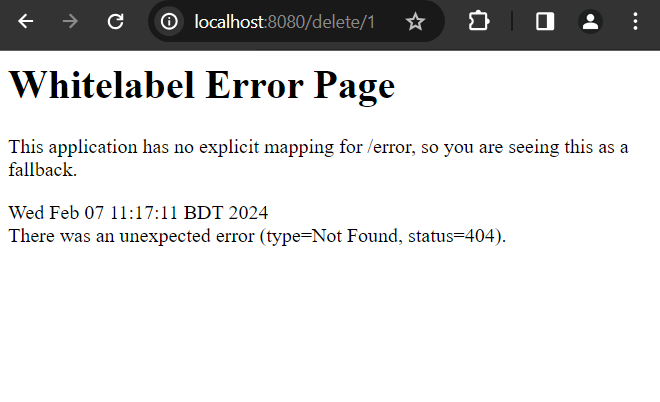 localhost:8080/delete/1
Whitelabel Error Page
This application has no explicit mapping for /error, so you are seeing this as a
fallback.
Wed Feb 07 11:17:11 BDT 2024
There was an unexpected error (type=Not Found, status=404).